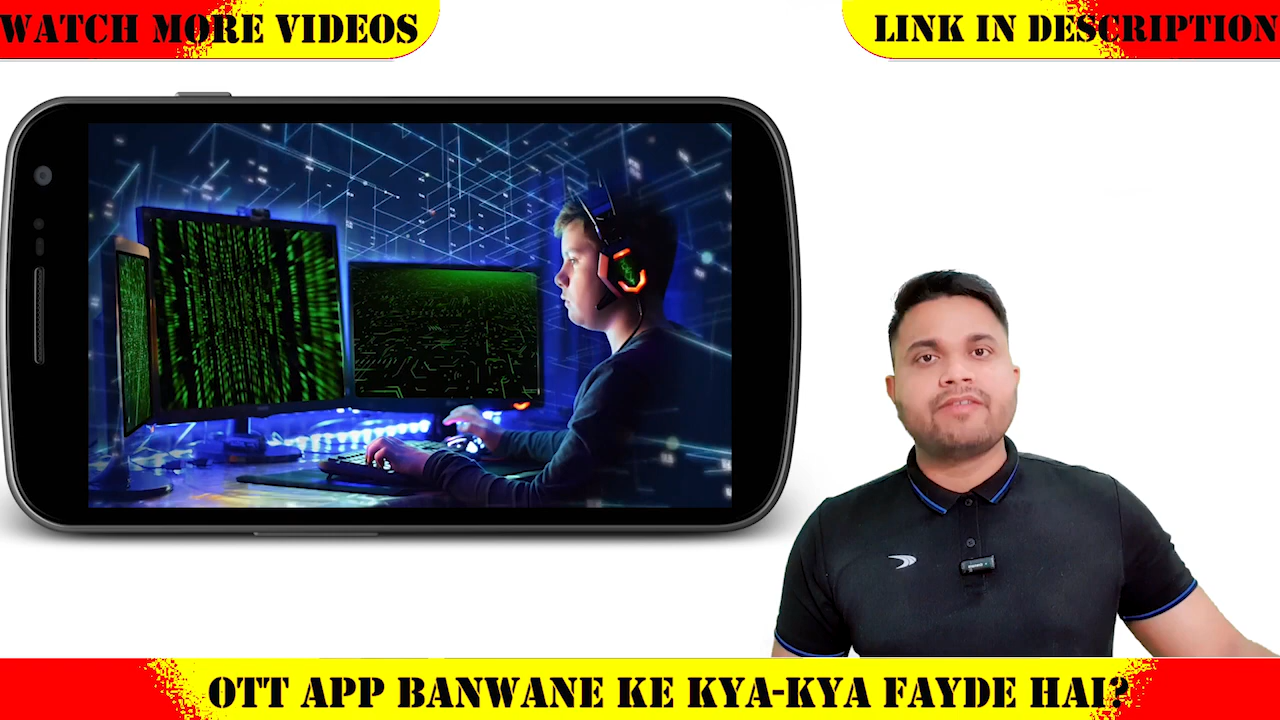 WATCH MORE VIDEOS
LINK IN DESCRIPTION
OTT APP BANWANE KE KYA-KYA FAYDE HAI?